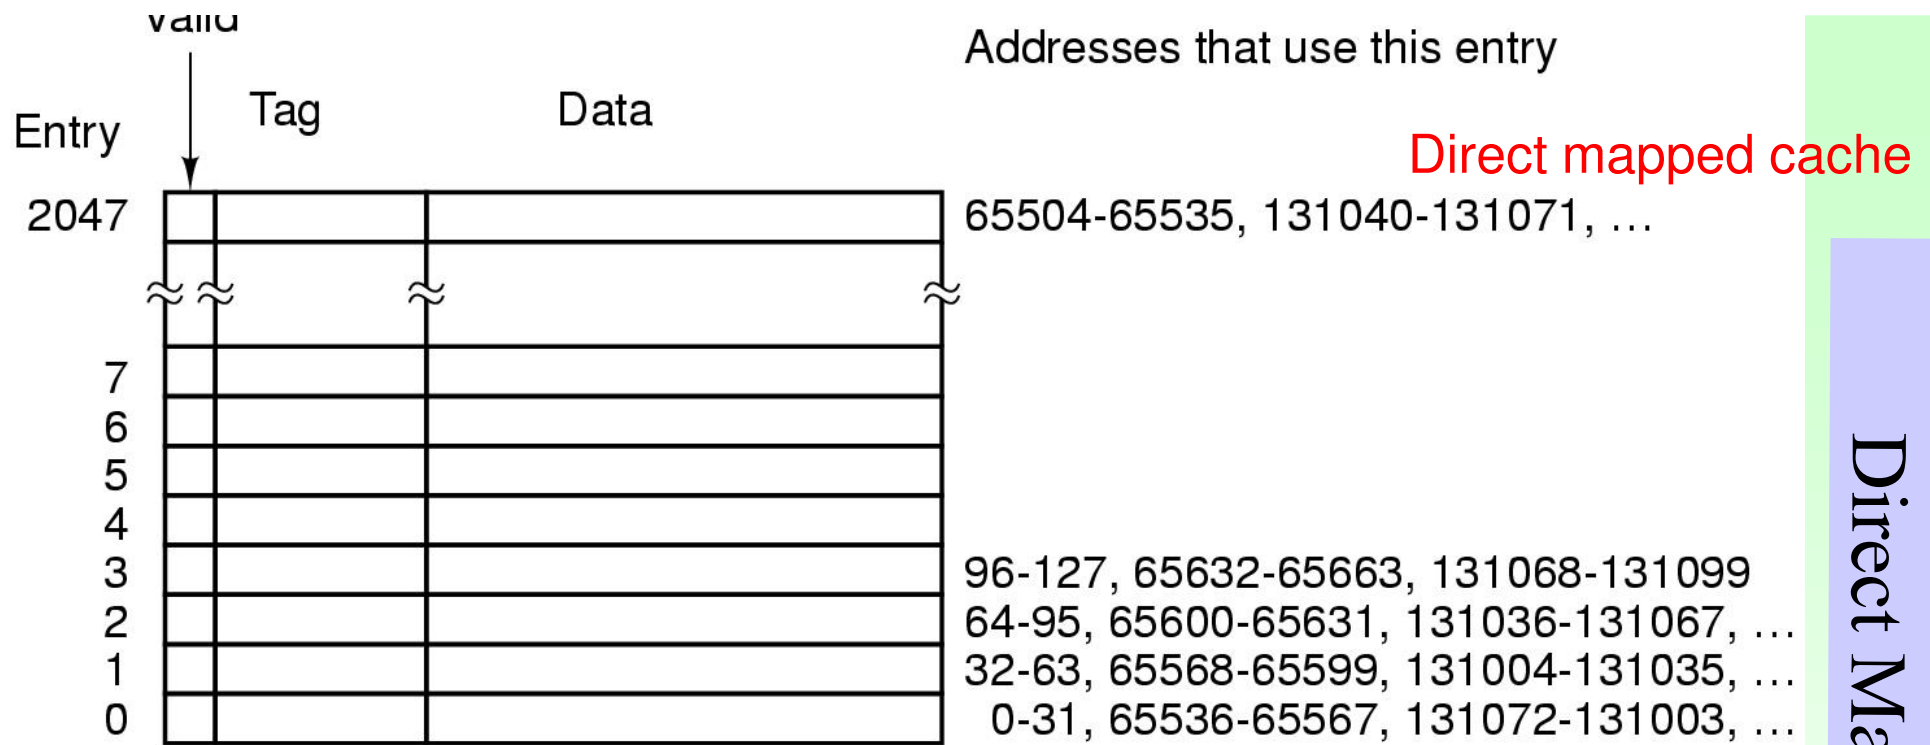 Valid
Addresses that use this entry
Tag Data
Entry
Direct mapped cache
2047 65504-65535, 131040-131071, …
7
6
5
4
3 96-127, 65632-65663, 131068-131099
2 64-95, 65600-65631, 131036-131067, …
1 32-63, 65568-65599, 131004-131035, …
0 0-31, 65536-65567, 131072-131003, …
Direct